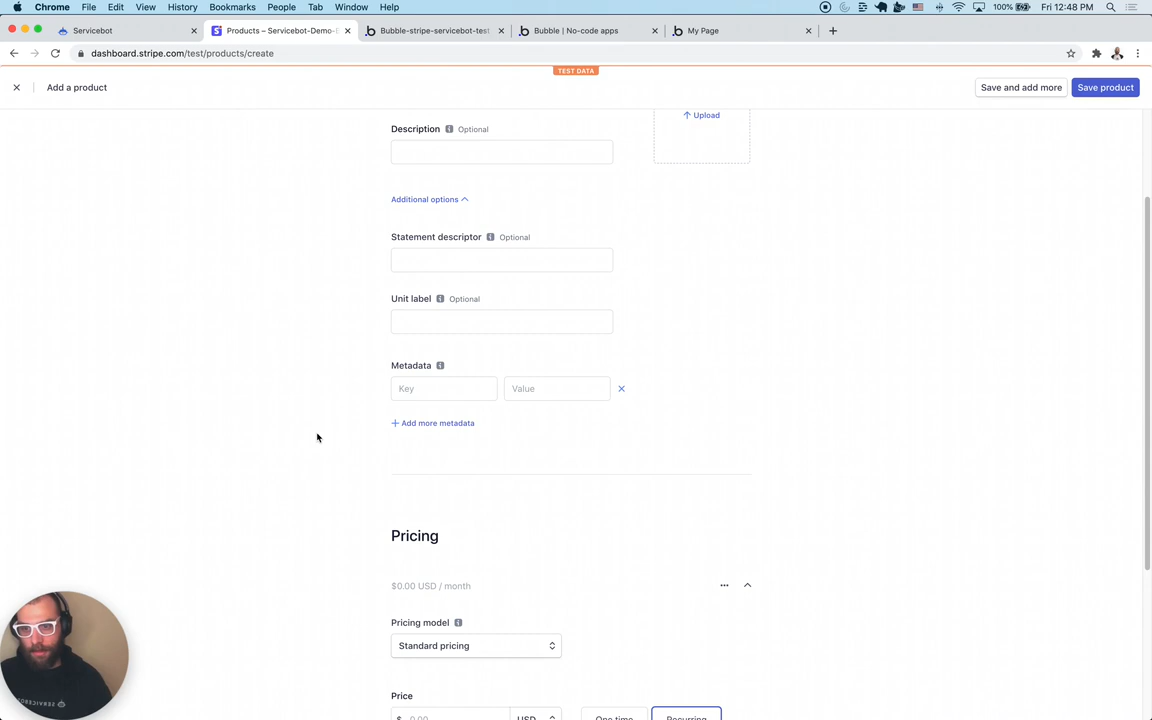 Chrome File Edit View History Bookmarks People Tab Window Help 100% Fri 12:48 PM
Servicebot
Products – Servicebot-Demo-
Bubble-stripe-servicebot-test
Bubble | No-code apps
My Page
dashboard.stripe.com/test/products/create
TEST DATA
Add a product
Save and add more
Save product
Description Optional
Upload
Additional options
Statement descriptor Optional
Unit label Optional
Metadata
Key Value
Add more metadata
Pricing
$0.00 USD / month
Pricing model
Standard pricing
Price
$ 0.00 USD One time Recurring